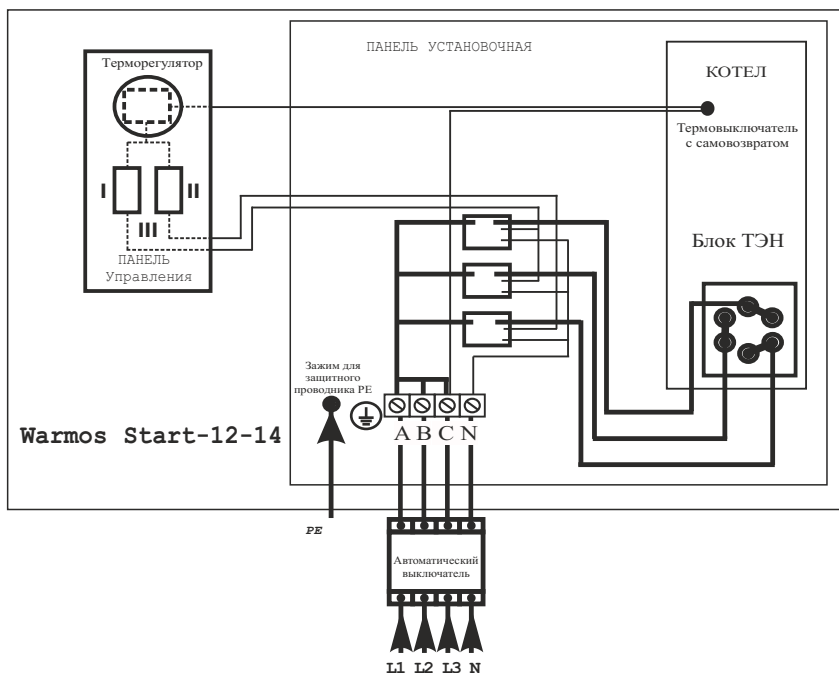 ПАНЕЛЬ УСТАНОВОЧНАЯ
Терморегулятор
КОТЕЛ
Термовыключатель
с самовозвратом
I
II
III
ПАНЕЛЬ
Управления
Блок ТЭН
Зажим для
защитного
проводника PE
Warmos Start-12-14
A B C N
PE
Автоматический
выключатель
L1 L2 L3 N